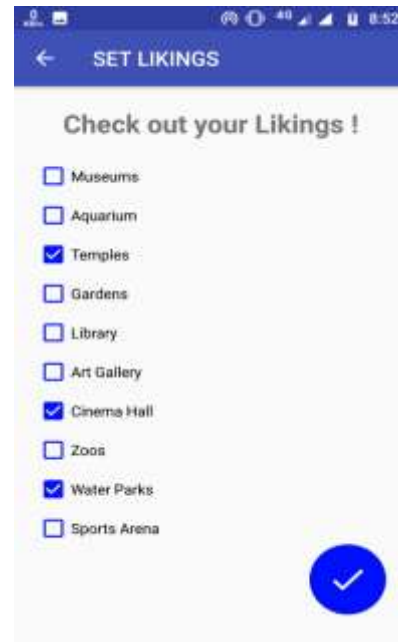 4G 8:52
SET LIKINGS
Check out your Likings !
Museums
Aquarium
Temples
Gardens
Library
Art Gallery
Cinema Hall
Zoos
Water Parks
Sports Arena